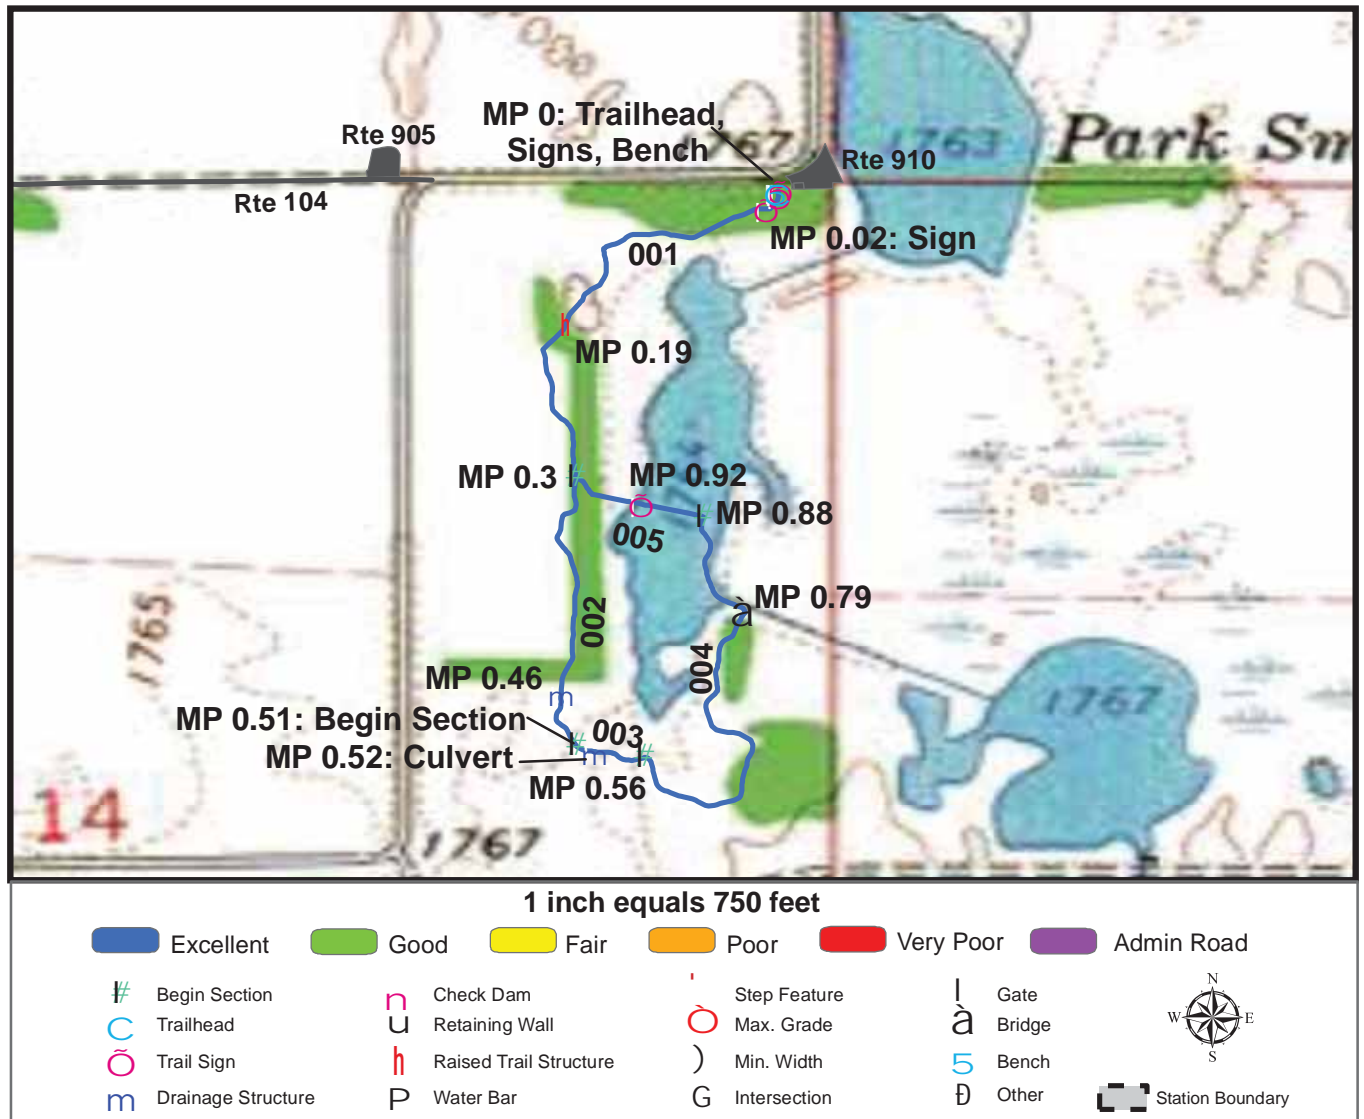 MP 0: Trailhead,
Signs, Bench
1767
1763
Park Sm
Rte 905
Rte 910
Rte 104
MP 0.02: Sign
001
MP 0.19
MP 0.3
MP 0.92
MP 0.88
005
MP 0.79
1765
002
004
MP 0.46
MP 0.51: Begin Section
003
MP 0.52: Culvert
MP 0.56
1767
14
1767
1 inch equals 750 feet
Excellent
Good
Fair
Poor
Very Poor
Admin Road
# Begin Section
n Check Dam
' Step Feature
| Gate
C Trailhead
u Retaining Wall
Ò Max. Grade
à Bridge
Õ Trail Sign
h Raised Trail Structure
) Min. Width
5 Bench
m Drainage Structure
P Water Bar
G Intersection
Ð Other
Station Boundary
N
W E
S